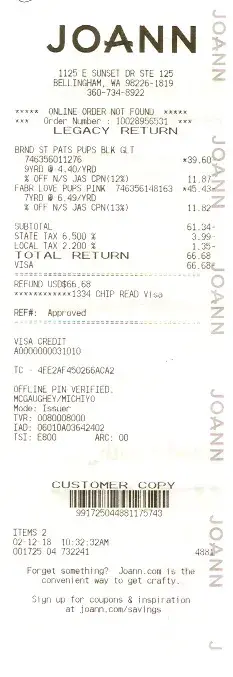 JOANN
1125 E SUNSET DR STE 125
BELLINGHAM, WA 98226-1819
360-734-8922
***** ONLINE ORDER NOT FOUND *****
*** Order Number : 10028956531 ***
LEGACY RETURN
BRND ST PATS PUPS BLK GLT
746356011276 *39.60
9YRD @ 4.40/YRD
% OFF N/S JAS CPN(12%) 11.87
FABR LOVE PUPS PINK 746356148163 *45.43
7YRD @ 6.49/YRD
% OFF N/S JAS CPN(13%) 11.82
SUBTOTAL 61.34-
STATE TAX 6.500 % 3.99-
LOCAL TAX 2.200 % 1.35-
TOTAL RETURN 66.68
VISA 66.68
REFUND USD$66.68
************1334 CHIP READ Visa
REF#: Approved
VISA CREDIT
A0000000031010
TC - 4FE2AF450266ACA2
OFFLINE PIN VERIFIED.
MCGAUGHEY/MICHIYO
Mode: Issuer
TVR: 0080008000
IAD: 06010A03642402
TSI: E800 ARC: 00
CUSTOMER COPY
991725044881175743
ITEMS 2
02-12-18 10:32:32AM
001725 04 732241 4881
Forget something? Joann.com is the
convenient way to get crafty.
Sign up for coupons & inspiration
at joann.com/savings
JOANN
JOANN
JOANN
JOANN
JOANN
J